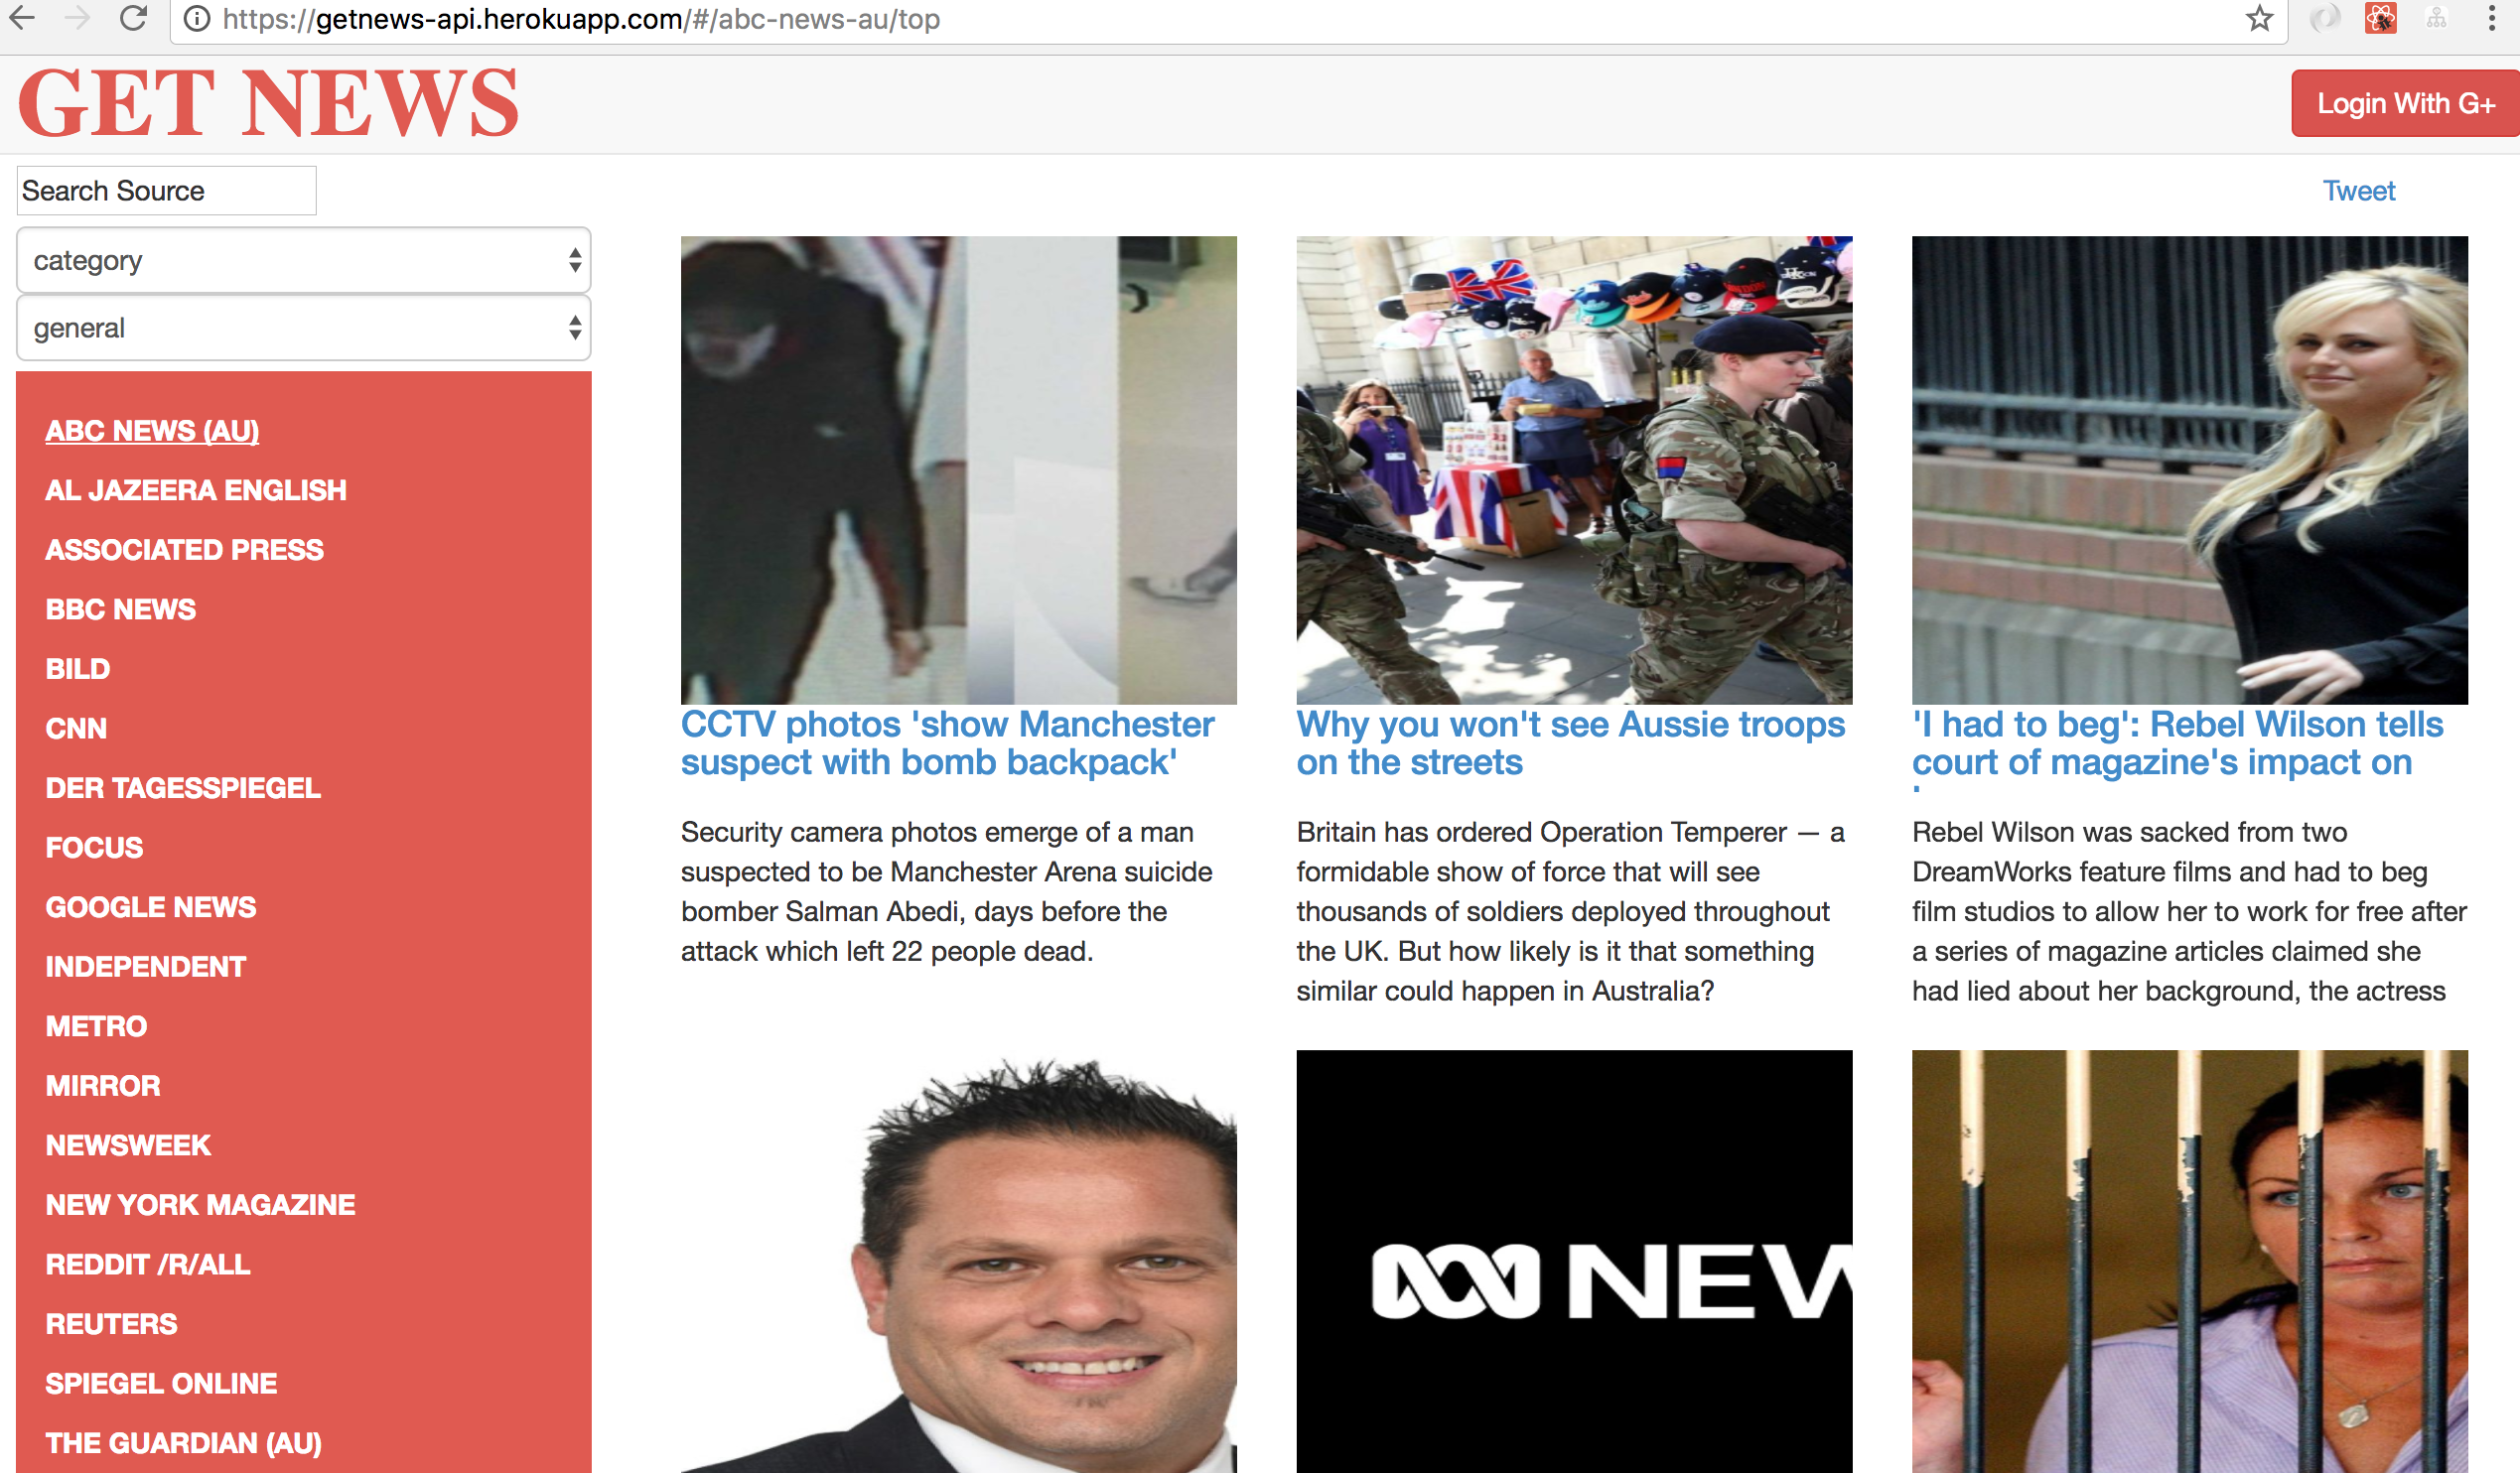 https://getnews-api.herokuapp.com/#/abc-news-au/top
GET NEWS
Login With G+
Search Source
Tweet
category
general
ABC NEWS (AU)
AL JAZEERA ENGLISH
ASSOCIATED PRESS
BBC NEWS
BILD
CNN
DER TAGESSPIEGEL
FOCUS
GOOGLE NEWS
INDEPENDENT
METRO
MIRROR
NEWSWEEK
NEW YORK MAGAZINE
REDDIT /R/ALL
REUTERS
SPIEGEL ONLINE
THE GUARDIAN (AU)
CCTV photos 'show Manchester
suspect with bomb backpack'
Security camera photos emerge of a man
suspected to be Manchester Arena suicide
bomber Salman Abedi, days before the
attack which left 22 people dead.
Why you won't see Aussie troops
on the streets
Britain has ordered Operation Temperer — a
formidable show of force that will see
thousands of soldiers deployed throughout
the UK. But how likely is it that something
similar could happen in Australia?
'I had to beg': Rebel Wilson tells
court of magazine's impact on
Rebel Wilson was sacked from two
DreamWorks feature films and had to beg
film studios to allow her to work for free after
a series of magazine articles claimed she
had lied about her background, the actress
NEW